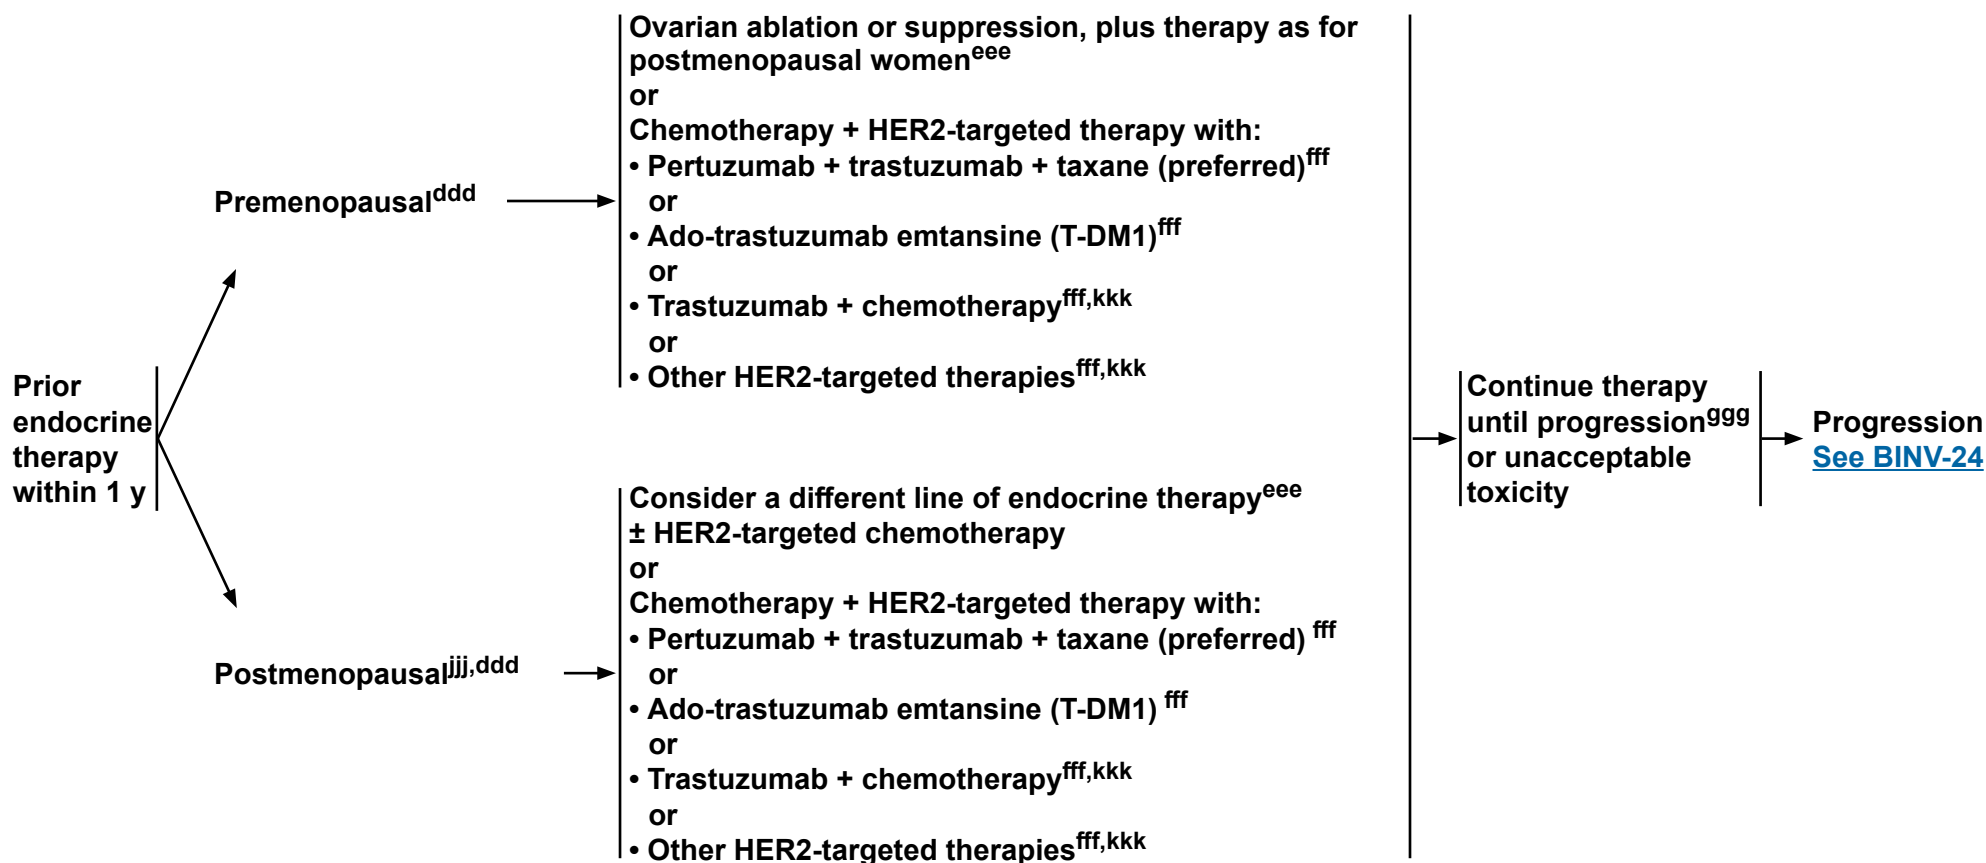 Prior
endocrine
therapy
within 1 y
Premenopausalddd
Ovarian ablation or suppression, plus therapy as for
postmenopausal womeneee
or
Chemotherapy + HER2-targeted therapy with:
• Pertuzumab + trastuzumab + taxane (preferred)fff
or
• Ado-trastuzumab emtansine (T-DM1)fff
or
• Trastuzumab + chemotherapyfff,kkk
or
• Other HER2-targeted therapiesfff,kkk
Postmenopausaljjj,ddd
Consider a different line of endocrine therapyeee
± HER2-targeted chemotherapy
or
Chemotherapy + HER2-targeted therapy with:
• Pertuzumab + trastuzumab + taxane (preferred) fff
or
• Ado-trastuzumab emtansine (T-DM1) fff
or
• Trastuzumab + chemotherapyfff,kkk
or
• Other HER2-targeted therapiesfff,kkk
Continue therapy
until progressionggg
or unacceptable
toxicity
Progression
See BINV-24